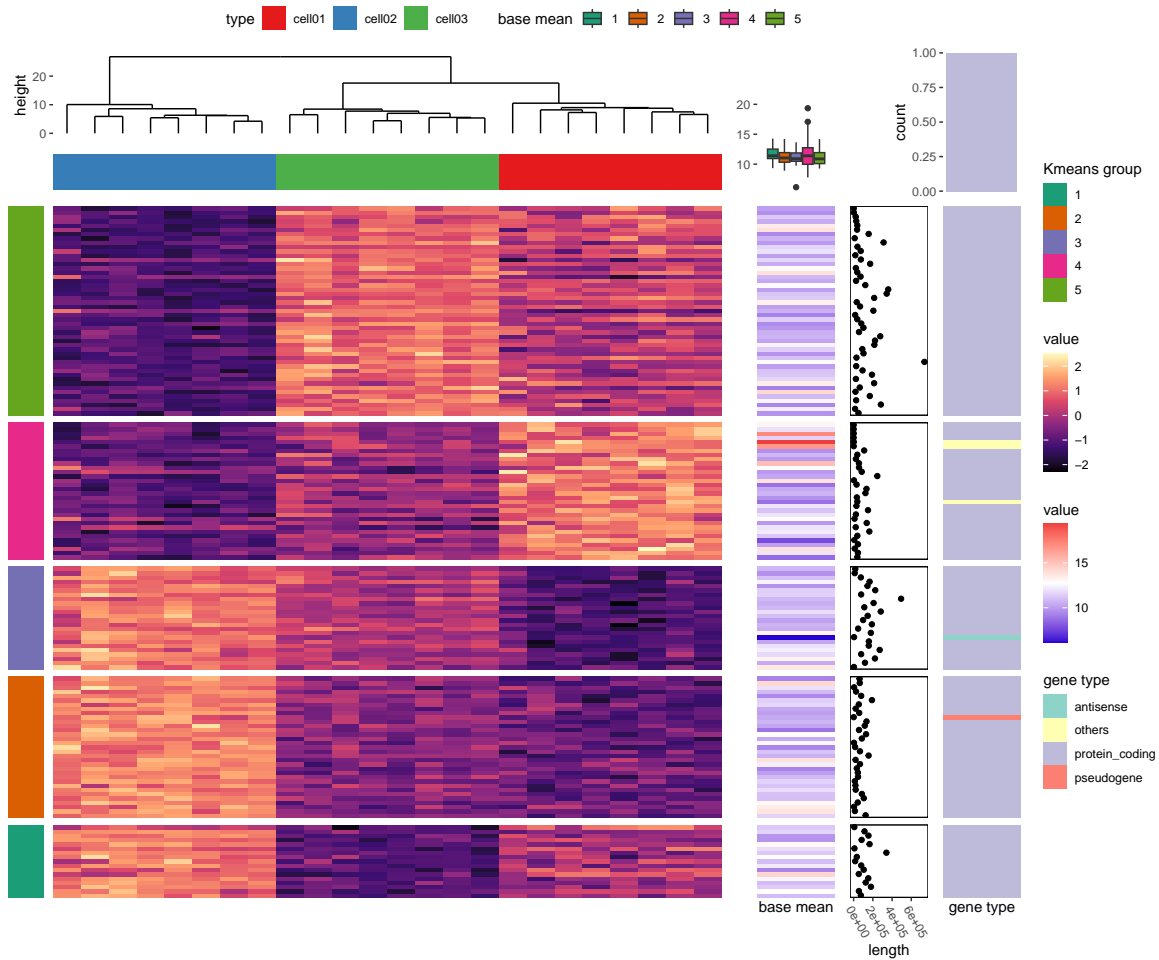 type cell01 cell02 cell03 base mean 1 2 3 4 5
height
20
10
0
20
15
10
count
1.00
0.75
0.50
0.25
0.00
Kmeans group
1
2
3
4
5
value
2
1
0
−1
−2
value
15
10
gene type
antisense
others
protein_coding
pseudogene
base mean
0e+00
2e+05
4e+05
6e+05
length
gene type